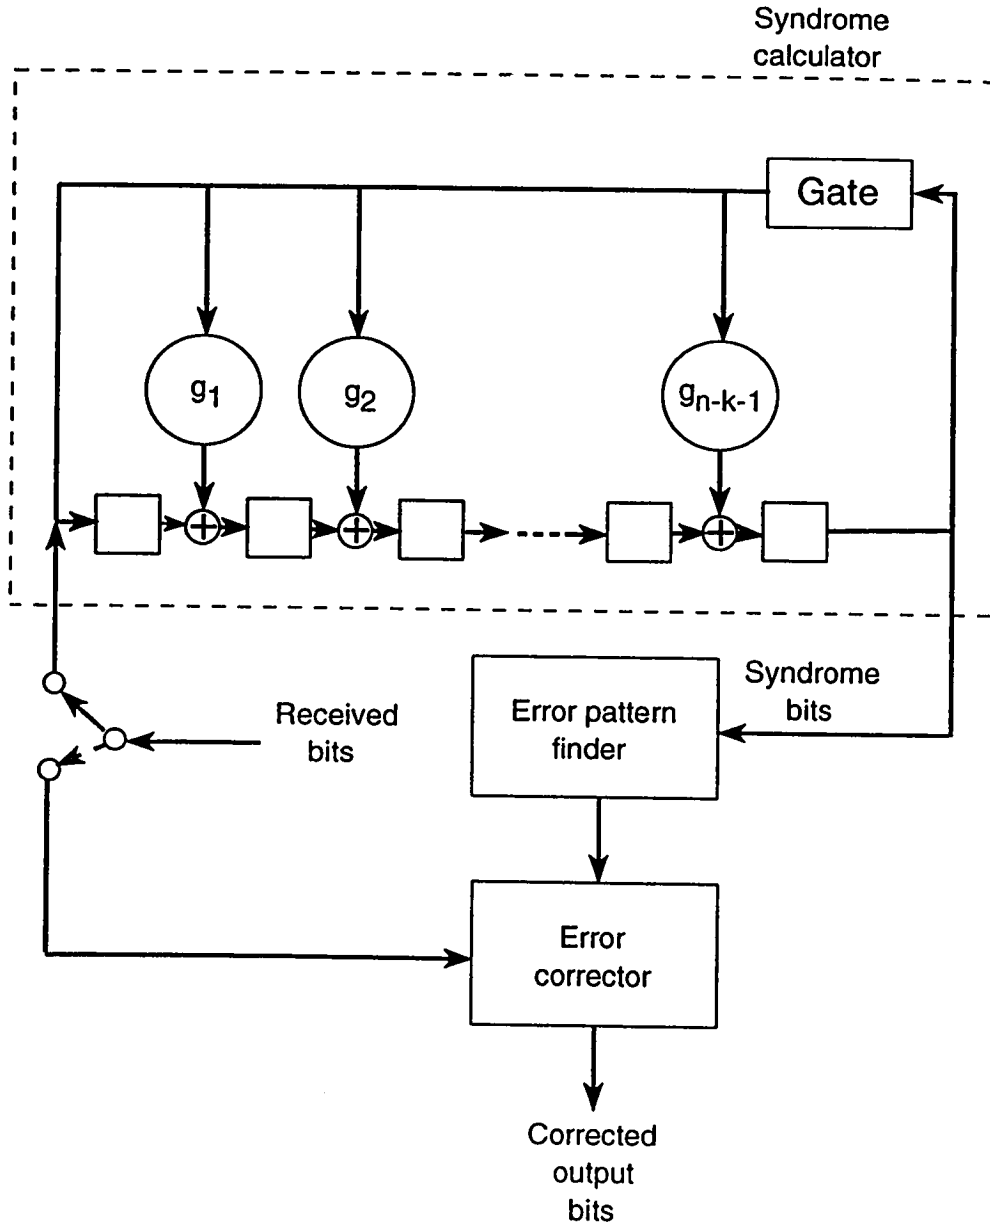 Syndrome
calculator
Gate
g1
g2
gn-k-1
Received
bits
Syndrome
bits
Error pattern
finder
Error
corrector
Corrected
output
bits